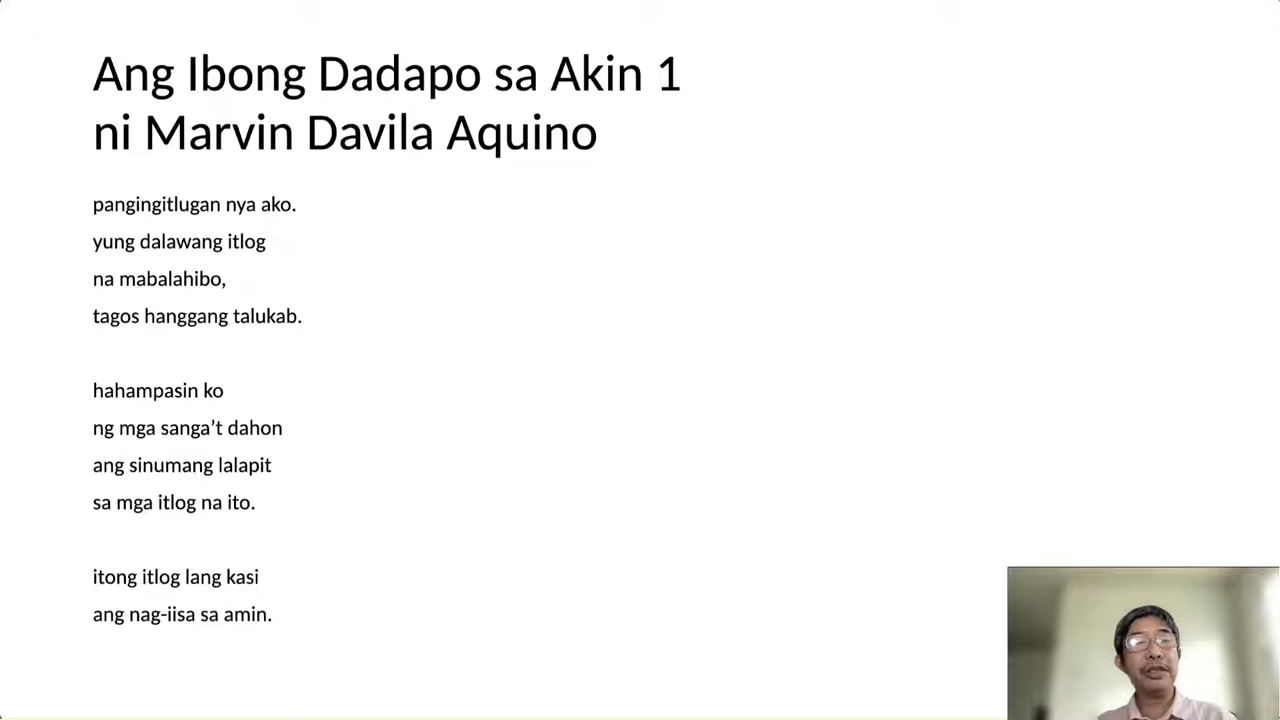 Ang Ibong Dadapo sa Akin 1
ni Marvin Davila Aquino
pangingitlugan nya ako.
yung dalawang itlog
na mabalahibo,
tagos hanggang talukab.
hahampasin ko
ng mga sanga’t dahon
ang sinumang lalapit
sa mga itlog na ito.
itong itlog lang kasi
ang nag-iisa sa amin.